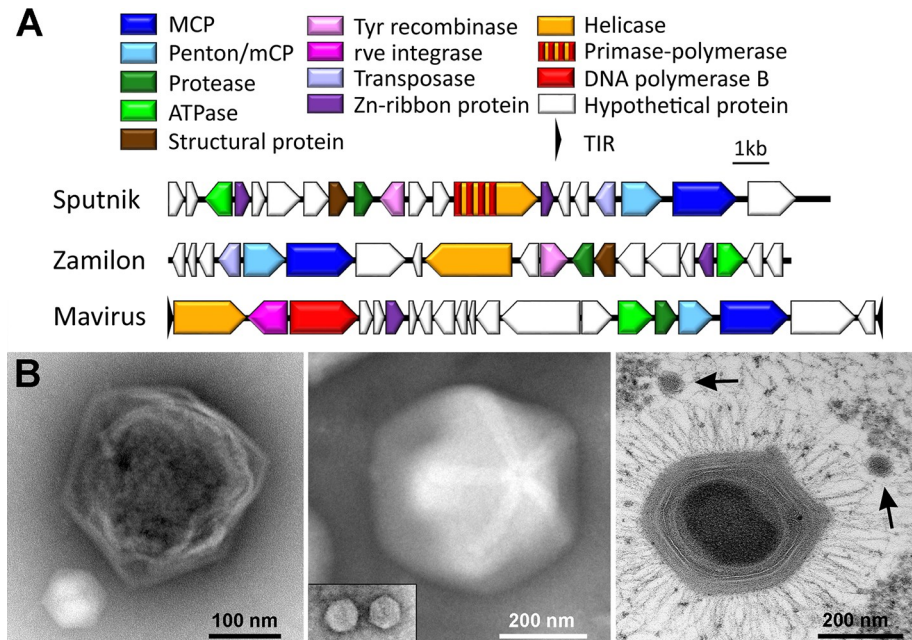 A
MCP
Penton/mCP
Protease
ATPase
Structural protein
Tyr recombinase
rve integrase
Transposase
Zn-ribbon protein
Helicase
Primase-polymerase
DNA polymerase B
Hypothetical protein
TIR
1kb
Sputnik
Zamilon
Mavirus
B
100 nm
200 nm
200 nm